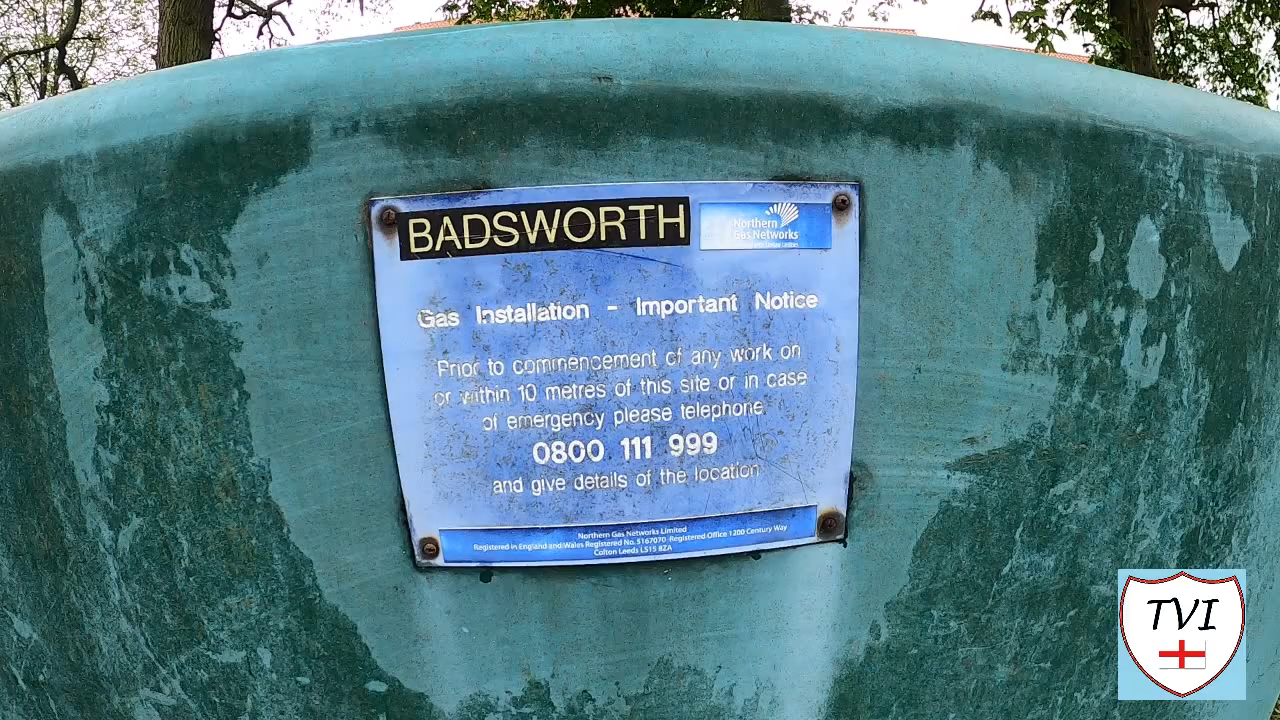 BADSWORTH
Northern
Gas Networks
Gas Installation - Important Notice
Prior to commencement of any work on
or within 10 metres of this site or in case
of emergency please telephone
0800 111 999
and give details of the location
Northern Gas Networks Limited
Registered in England and Wales Registered No. 5167070 Registered Office 1200 Century Way
Colton Leeds LS15 8ZA
TVI